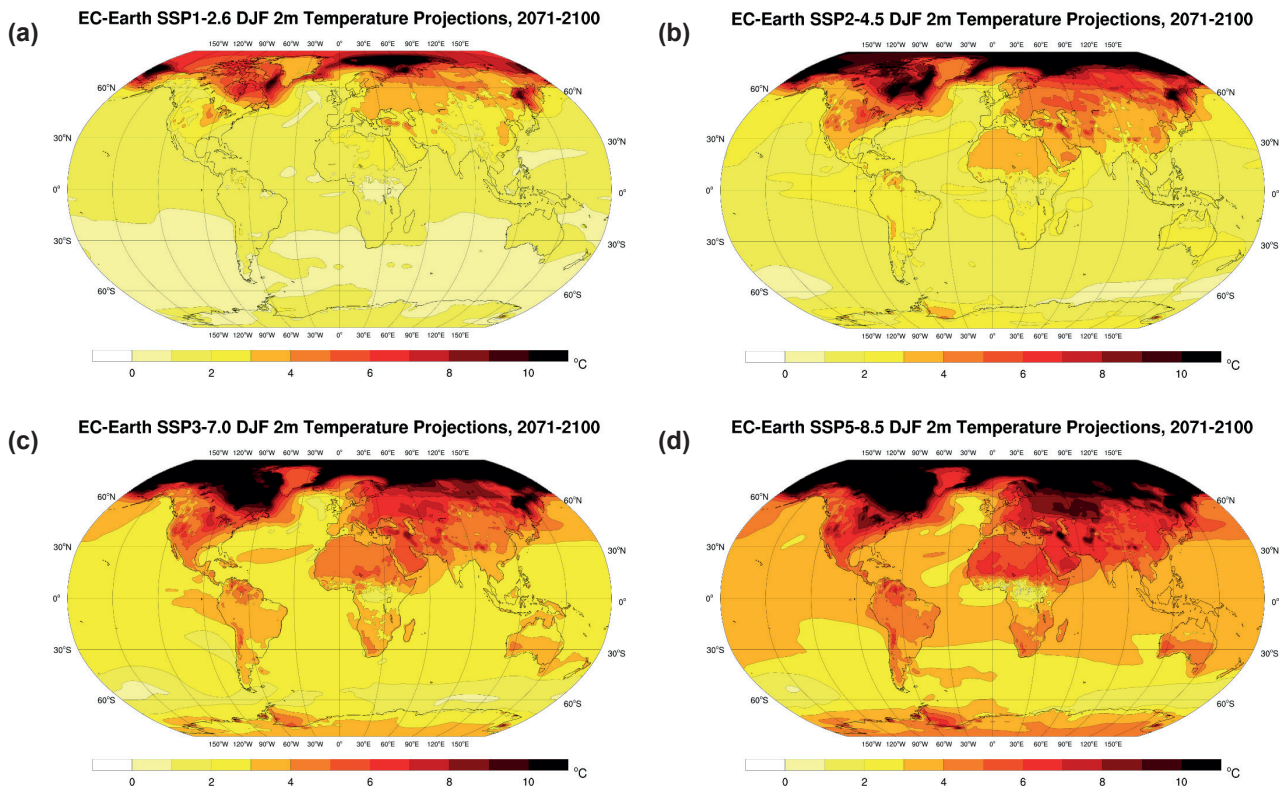 (a)
EC-Earth SSP1-2.6 DJF 2m Temperature Projections, 2071-2100
150°W 120°W 90°W 60°W 30°W 0° 30°E 60°E 90°E 120°E 150°E
60°N 60°N
30°N 30°N
0° 0°
30°S 30°S
60°S 60°S
150°W 120°W 90°W 60°W 30°W 0° 30°E 60°E 90°E 120°E 150°E
0 2 4 6 8 10 °C
(b)
EC-Earth SSP2-4.5 DJF 2m Temperature Projections, 2071-2100
150°W 120°W 90°W 60°W 30°W 0° 30°E 60°E 90°E 120°E 150°E
60°N 60°N
30°N 30°N
0° 0°
30°S 30°S
60°S 60°S
150°W 120°W 90°W 60°W 30°W 0° 30°E 60°E 90°E 120°E 150°E
0 2 4 6 8 10 °C
(c)
EC-Earth SSP3-7.0 DJF 2m Temperature Projections, 2071-2100
150°W 120°W 90°W 60°W 30°W 0° 30°E 60°E 90°E 120°E 150°E
60°N 60°N
30°N 30°N
0° 0°
30°S 30°S
60°S 60°S
150°W 120°W 90°W 60°W 30°W 0° 30°E 60°E 90°E 120°E 150°E
0 2 4 6 8 10 °C
(d)
EC-Earth SSP5-8.5 DJF 2m Temperature Projections, 2071-2100
150°W 120°W 90°W 60°W 30°W 0° 30°E 60°E 90°E 120°E 150°E
60°N 60°N
30°N 30°N
0° 0°
30°S 30°S
60°S 60°S
150°W 120°W 90°W 60°W 30°W 0° 30°E 60°E 90°E 120°E 150°E
0 2 4 6 8 10 °C